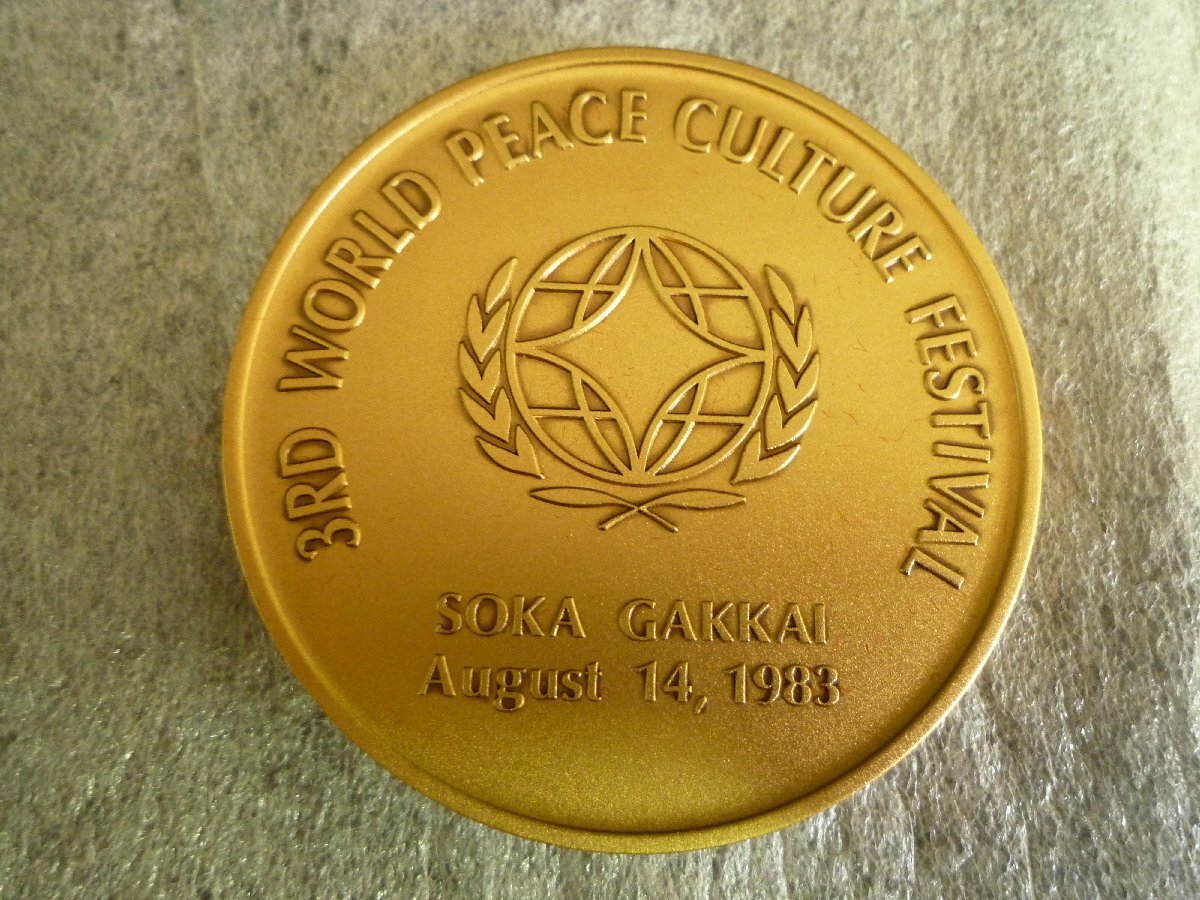 3RD WORLD PEACE CULTURE FESTIVAL
SOKA GAKKAI
August 14, 1983